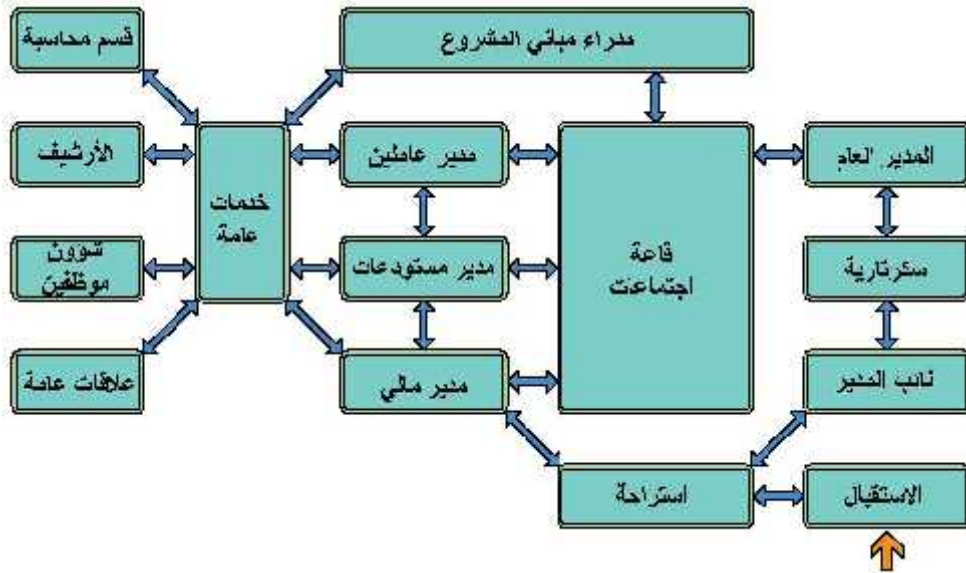 مدراء مباني المشروع
قسم محاسبة
المدير العام
قاعة
اجتماعات
مدير عاملين
خدمات
عامة
الأرشيف
سكرتارية
مدير مستودعات
شؤون
موظفين
نائب المدير
مدير مالي
علاقات عامة
الاستقبال
استراحة